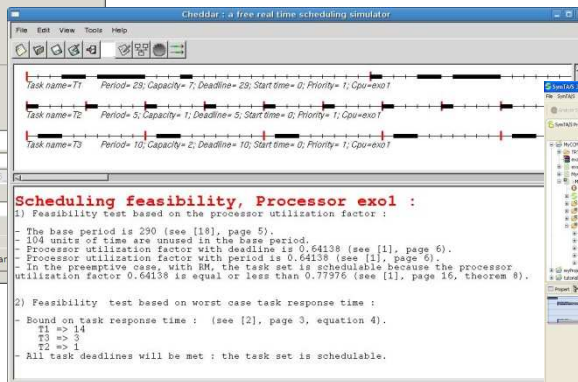 Cheddar : a free real time scheduling simulator
File Edit View Tools Help
Task name=T1 Period= 29; Capacity= 7; Deadline= 29; Start time= 0; Priority= 1; Cpu=exo1
Task name=T2 Period= 5; Capacity= 1; Deadline= 5; Start time= 0; Priority= 1; Cpu=exo1
Task name=T3 Period= 10; Capacity= 2; Deadline= 10; Start time= 0; Priority= 1; Cpu=exo1
Scheduling feasibility, Processor exo1 :
1) Feasibility test based on the processor utilization factor :
- The base period is 290 (see [18], page 5).
- 104 units of time are unused in the base period.
- Processor utilization factor with deadline is 0.64138 (see [1], page 6).
- Processor utilization factor with period is 0.64138 (see [1], page 6).
- In the preemptive case, with RM, the task set is schedulable because the processor
utilization factor 0.64138 is equal or less than 0.77976 (see [1], page 16, theorem 8).
2) Feasibility test based on worst case task response time :
- Bound on task response time : (see [2], page 3, equation 4).
T1 => 14
T3 => 3
T2 => 1
- All task deadlines will be met : the task set is schedulable.
SymTA/S
File SymTA/S